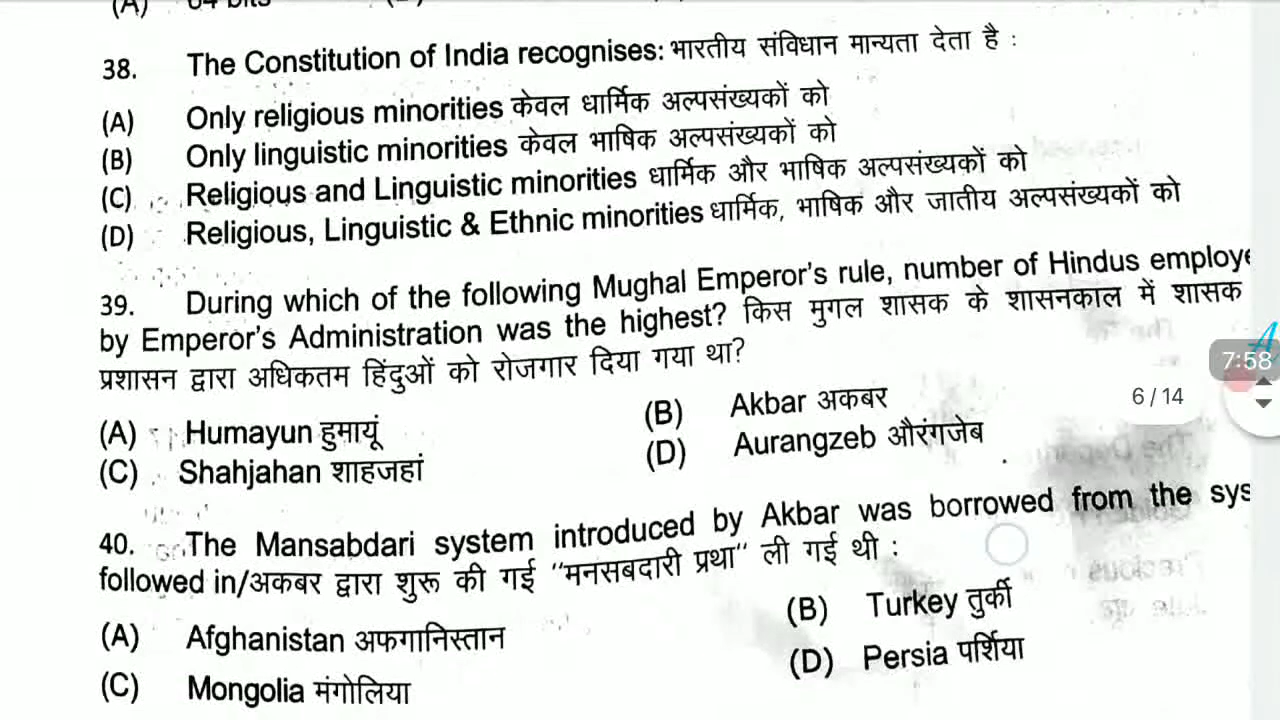 (A) 64 bits
38. The Constitution of India recognises: भारतीय संविधान मान्यता देता है :
(A) Only religious minorities केवल धार्मिक अल्पसंख्यकों को
(B) Only linguistic minorities केवल भाषिक अल्पसंख्यकों को
(C) Religious and Linguistic minorities धार्मिक और भाषिक अल्पसंख्यकों को
(D) Religious, Linguistic & Ethnic minorities धार्मिक, भाषिक और जातीय अल्पसंख्यकों को
39. During which of the following Mughal Emperor's rule, number of Hindus employe
by Emperor's Administration was the highest? किस मुगल शासक के शासनकाल में शासक
प्रशासन द्वारा अधिकतम हिंदुओं को रोजगार दिया गया था?
(A) Humayun हुमायूं (B) Akbar अकबर
(C) Shahjahan शाहजहां (D) Aurangzeb औरंगजेब
7:58
6 / 14
40. The Mansabdari system introduced by Akbar was borrowed from the sys
followed in/अकबर द्वारा शुरू की गई "मनसबदारी प्रथा" ली गई थी :
(A) Afghanistan अफगानिस्तान (B) Turkey तुर्की
(C) Mongolia मंगोलिया (D) Persia पर्शिया